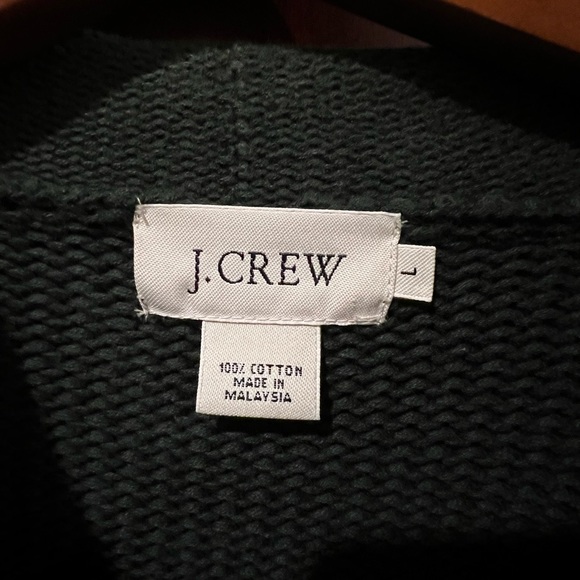 J.CREW
L
100% COTTON
MADE IN
MALAYSIA